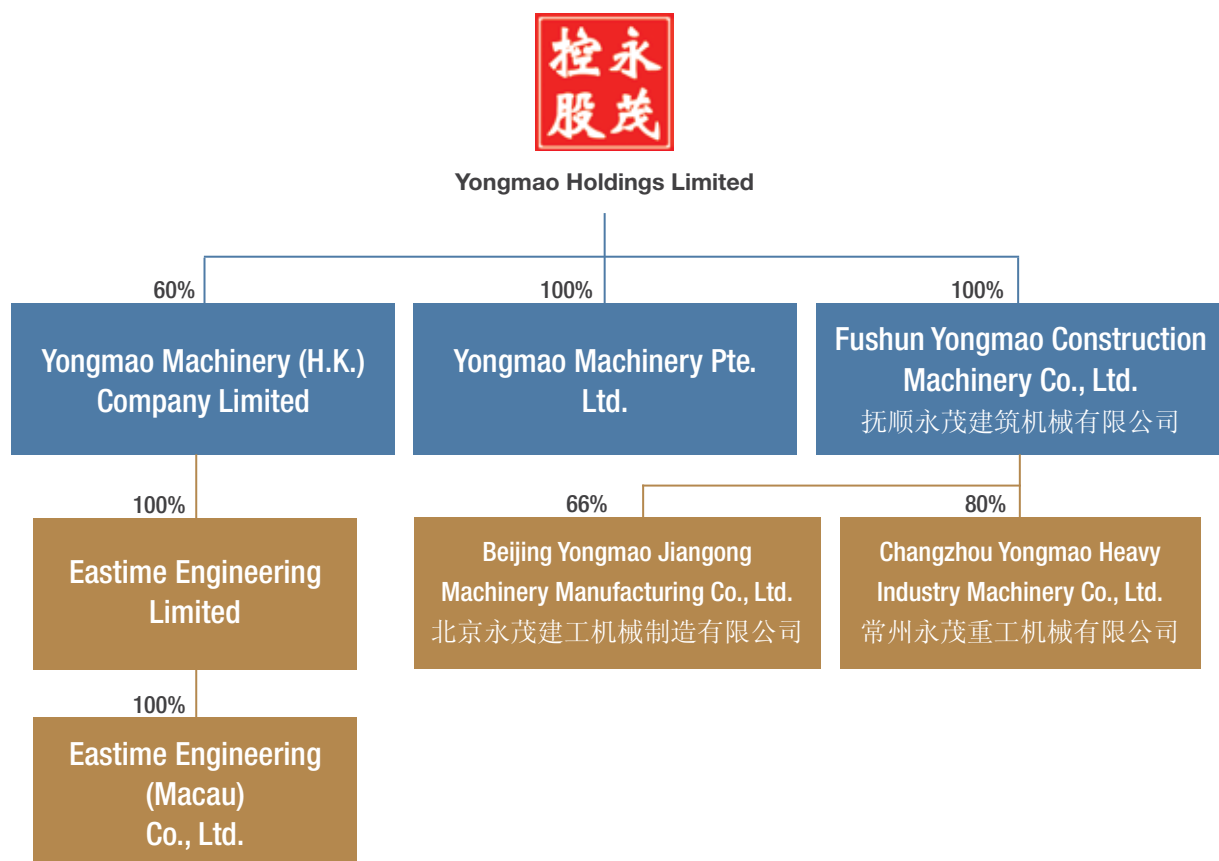 永茂
控股
Yongmao Holdings Limited
60%
100%
100%
Yongmao Machinery (H.K.)
Company Limited
Yongmao Machinery Pte.
Ltd.
Fushun Yongmao Construction
Machinery Co., Ltd.
抚顺永茂建筑机械有限公司
100%
66%
80%
Eastime Engineering
Limited
Beijing Yongmao Jiangong
Machinery Manufacturing Co., Ltd.
北京永茂建工机械制造有限公司
Changzhou Yongmao Heavy
Industry Machinery Co., Ltd.
常州永茂重工机械有限公司
100%
Eastime Engineering
(Macau)
Co., Ltd.